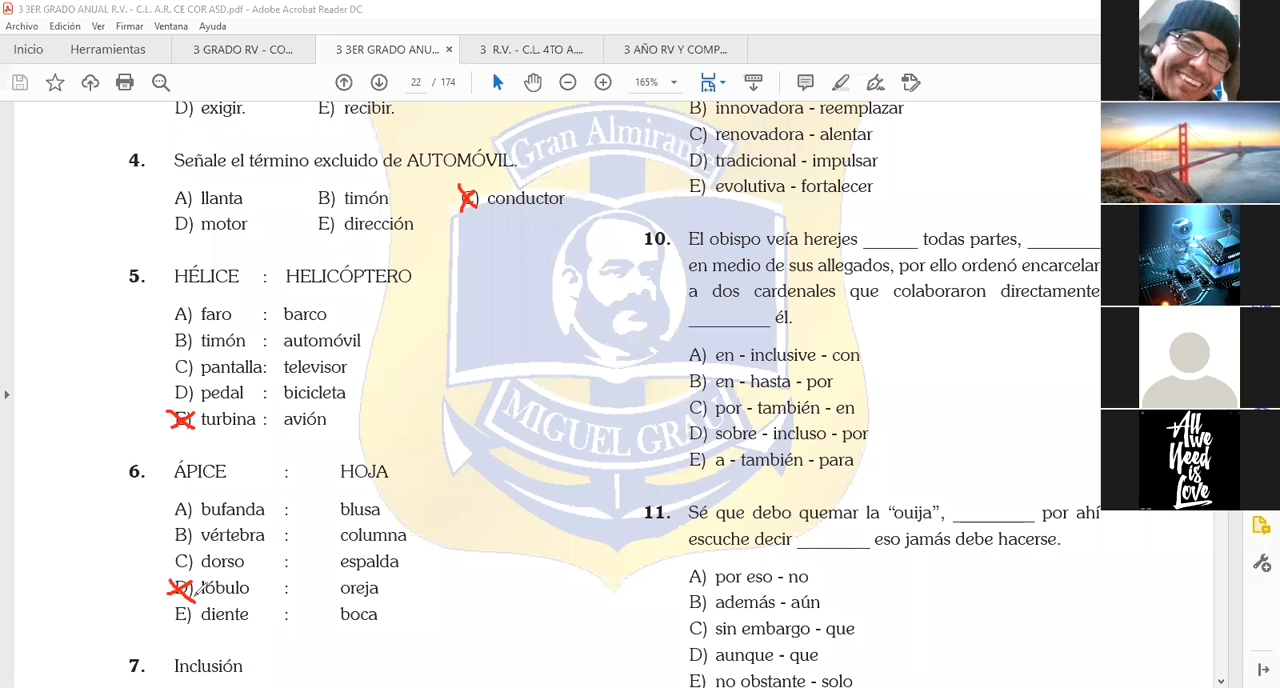 3 3ER GRADO ANUAL R.V. - C.L. A.R. CE COR ASD.pdf - Adobe Acrobat Reader DC
Archivo Edición Ver Firmar Ventana Ayuda
Inicio Herramientas 3 GRADO RV - CO... 3 3ER GRADO ANU... × 3 R.V. - C.L. 4TO A.... 3 AÑO RV Y COMP...
22 / 174 165%
D) exigir. E) recibir.
4. Señale el término excluido de AUTOMÓVIL.
A) llanta B) timón C) conductor
D) motor E) dirección
5. HÉLICE : HELICÓPTERO
A) faro : barco
B) timón : automóvil
C) pantalla: televisor
D) pedal : bicicleta
E) turbina : avión
6. ÁPICE : HOJA
A) bufanda : blusa
B) vértebra : columna
C) dorso : espalda
D) lóbulo : oreja
E) diente : boca
7. Inclusión
B) innovadora - reemplazar
C) renovadora - alentar
D) tradicional - impulsar
E) evolutiva - fortalecer
10. El obispo veía herejes ______ todas partes, ________
en medio de sus allegados, por ello ordenó encarcelar
a dos cardenales que colaboraron directamente
_________ él.
A) en - inclusive - con
B) en - hasta - por
C) por - también - en
D) sobre - incluso - por
E) a - también - para
11. Sé que debo quemar la “ouija”, _________ por ahí
escuche decir ________ eso jamás debe hacerse.
A) por eso - no
B) además - aún
C) sin embargo - que
D) aunque - que
E) no obstante - solo
Gran Almirante
MIGUEL GRAU
All
we
Need
is
Love